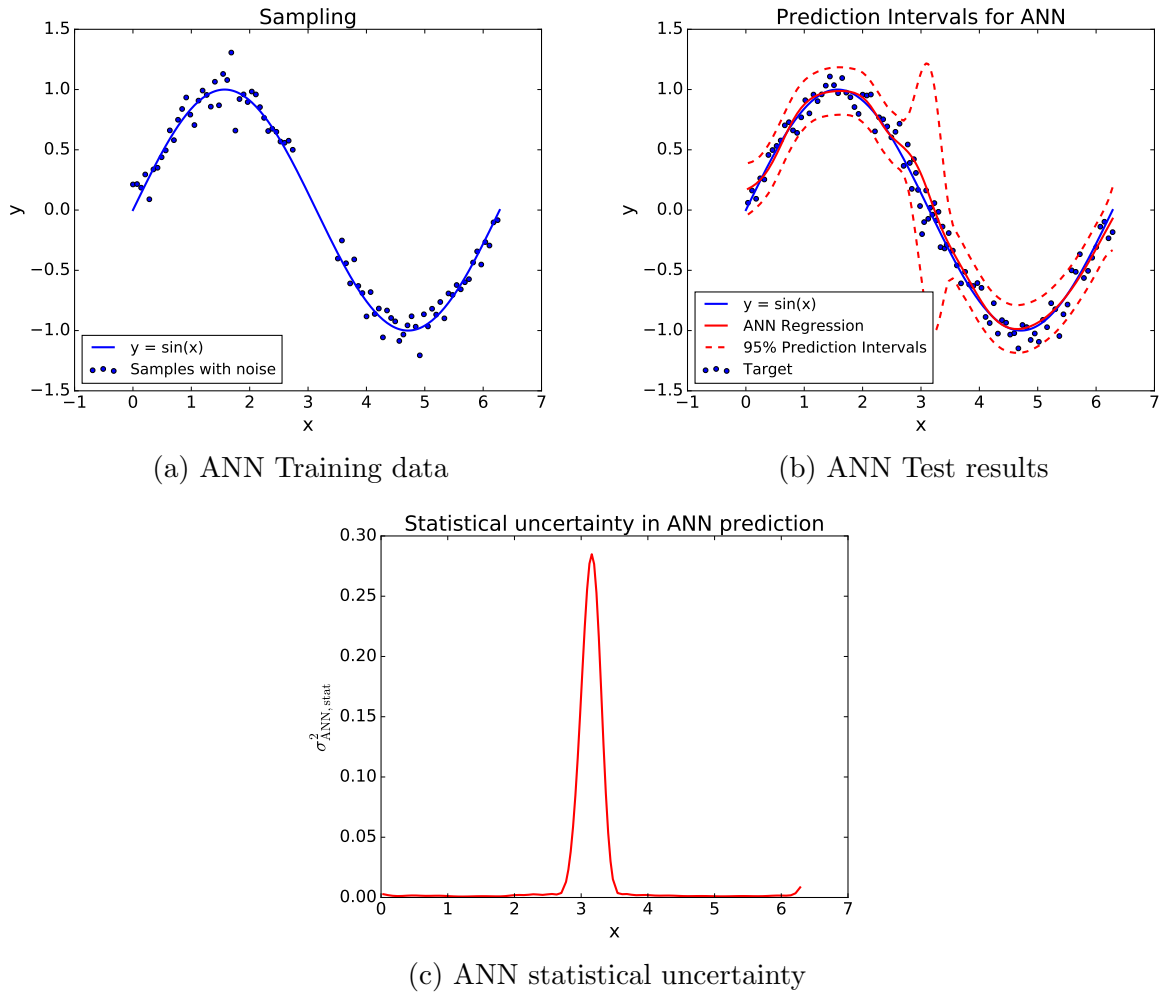 Sampling
1.5
1.0
0.5
0.0
−0.5
−1.0
−1.5
y
y = sin(x)
Samples with noise
−1 0 1 2 3 4 5 6 7
x
(a) ANN Training data
Prediction Intervals for ANN
1.5
1.0
0.5
0.0
−0.5
−1.0
−1.5
y
y = sin(x)
ANN Regression
95% Prediction Intervals
Target
−1 0 1 2 3 4 5 6 7
x
(b) ANN Test results
Statistical uncertainty in ANN prediction
0.30
0.25
0.20
0.15
0.10
0.05
0.00
σ²ANN, stat
0 1 2 3 4 5 6 7
x
(c) ANN statistical uncertainty